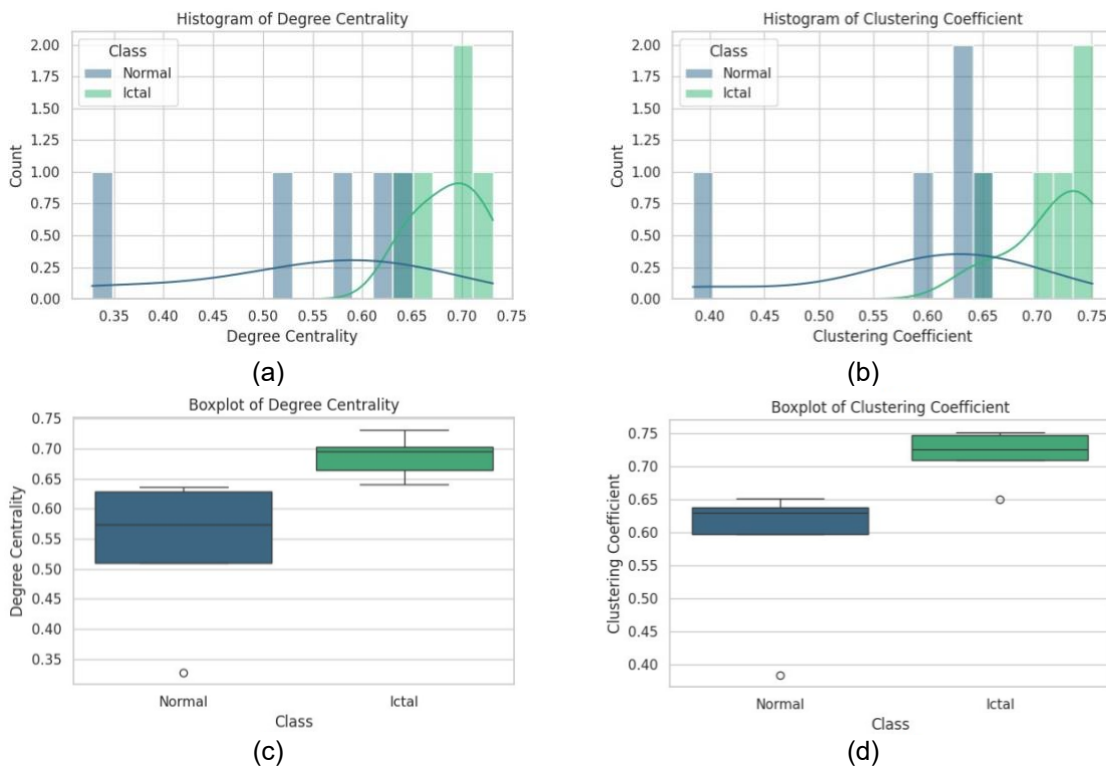 Histogram of Degree Centrality
2.00
1.75
1.50
1.25
1.00
0.75
0.50
0.25
0.00
Count
Class
Normal
Ictal
0.35 0.40 0.45 0.50 0.55 0.60 0.65 0.70 0.75
Degree Centrality
(a)
Histogram of Clustering Coefficient
2.00
1.75
1.50
1.25
1.00
0.75
0.50
0.25
0.00
Count
Class
Normal
Ictal
0.40 0.45 0.50 0.55 0.60 0.65 0.70 0.75
Clustering Coefficient
(b)
Boxplot of Degree Centrality
0.75
0.70
0.65
0.60
0.55
0.50
0.45
0.40
0.35
Degree Centrality
Normal Ictal
Class
(c)
Boxplot of Clustering Coefficient
0.75
0.70
0.65
0.60
0.55
0.50
0.45
0.40
Clustering Coefficient
Normal Ictal
Class
(d)